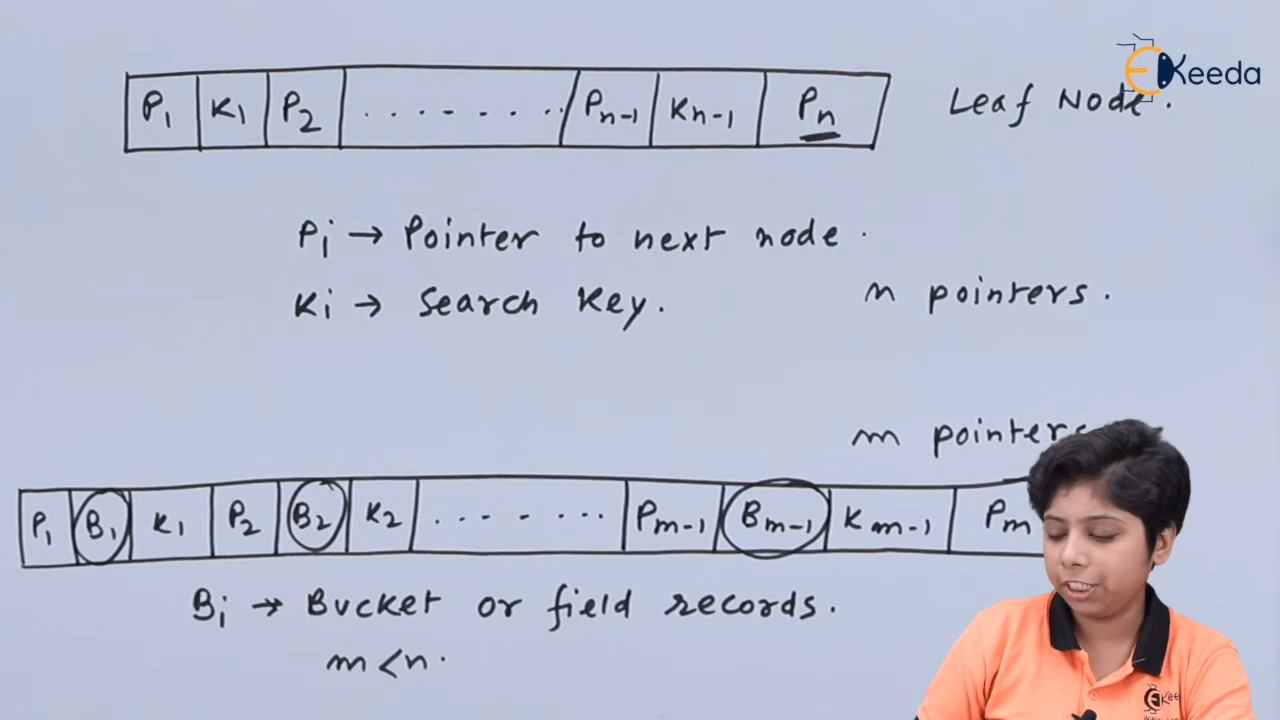 EKeeda
P1 K1 P2 ........ Pn-1 Kn-1 Pn Leaf Node.
Pi → Pointer to next node.
Ki → Search Key. n pointers.
m pointers
P1 B1 K1 P2 B2 K2 ....... Pm-1 Bm-1 Km-1 Pm
Bi → Bucket or field records.
m < n.